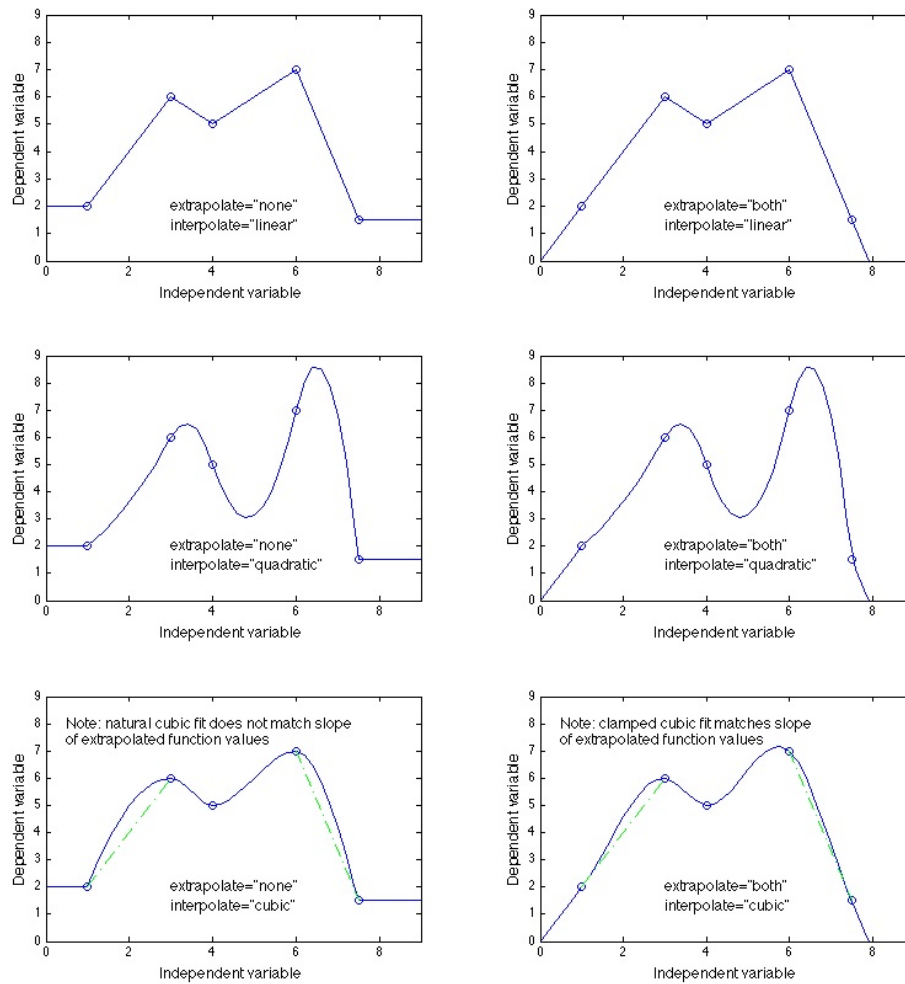 9
8
7
6
5
4
3
2
1
0
Dependent variable
extrapolate="none"
interpolate="linear"
0 2 4 6 8
Independent variable
9
8
7
6
5
4
3
2
1
0
Dependent variable
extrapolate="both"
interpolate="linear"
0 2 4 6 8
Independent variable
9
8
7
6
5
4
3
2
1
0
Dependent variable
extrapolate="none"
interpolate="quadratic"
0 2 4 6 8
Independent variable
9
8
7
6
5
4
3
2
1
0
Dependent variable
extrapolate="both"
interpolate="quadratic"
0 2 4 6 8
Independent variable
9
8
7
6
5
4
3
2
1
0
Dependent variable
Note: natural cubic fit does not match slope
of extrapolated function values
extrapolate="none"
interpolate="cubic"
0 2 4 6 8
Independent variable
9
8
7
6
5
4
3
2
1
0
Dependent variable
Note: clamped cubic fit matches slope
of extrapolated function values
extrapolate="both"
interpolate="cubic"
0 2 4 6 8
Independent variable